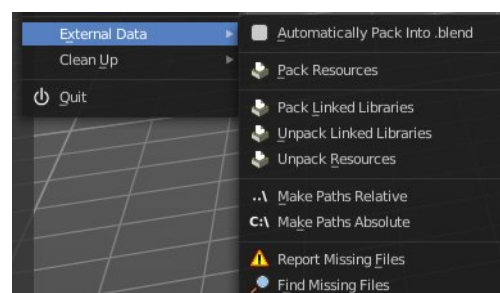 External Data
Clean Up
Quit
Automatically Pack Into .blend
Pack Resources
Pack Linked Libraries
Unpack Linked Libraries
Unpack Resources
..\ Make Paths Relative
C:\ Make Paths Absolute
Report Missing Files
Find Missing Files